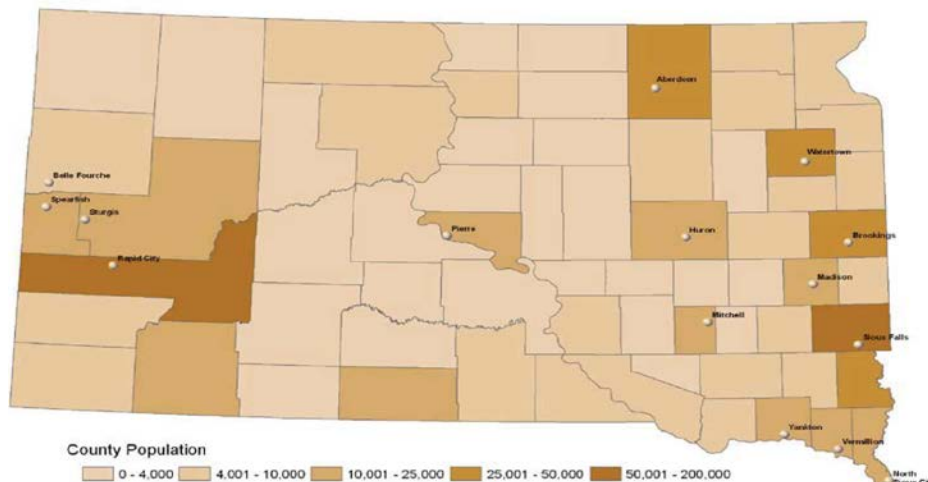 Aberdeen
Watertown
Belle Fourche
Spearfish
Sturgis
Pierre
Huron
Brookings
Rapid City
Madison
Mitchell
Sioux Falls
Yankton
Vermillion
North
County Population
0 - 4,000 4,001 - 10,000 10,001 - 25,000 25,001 - 50,000 50,001 - 200,000